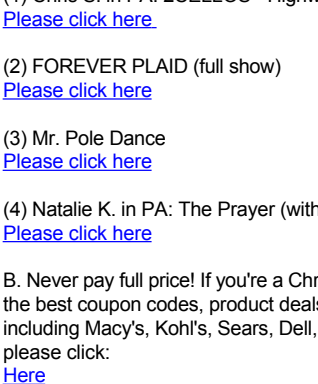 Please click here
(2) FOREVER PLAID (full show)
Please click here
(3) Mr. Pole Dance
Please click here
(4) Natalie K. in PA: The Prayer (with
Please click here
B. Never pay full price! If you're a Chr
the best coupon codes, product deals
including Macy's, Kohl's, Sears, Dell,
please click:
Here